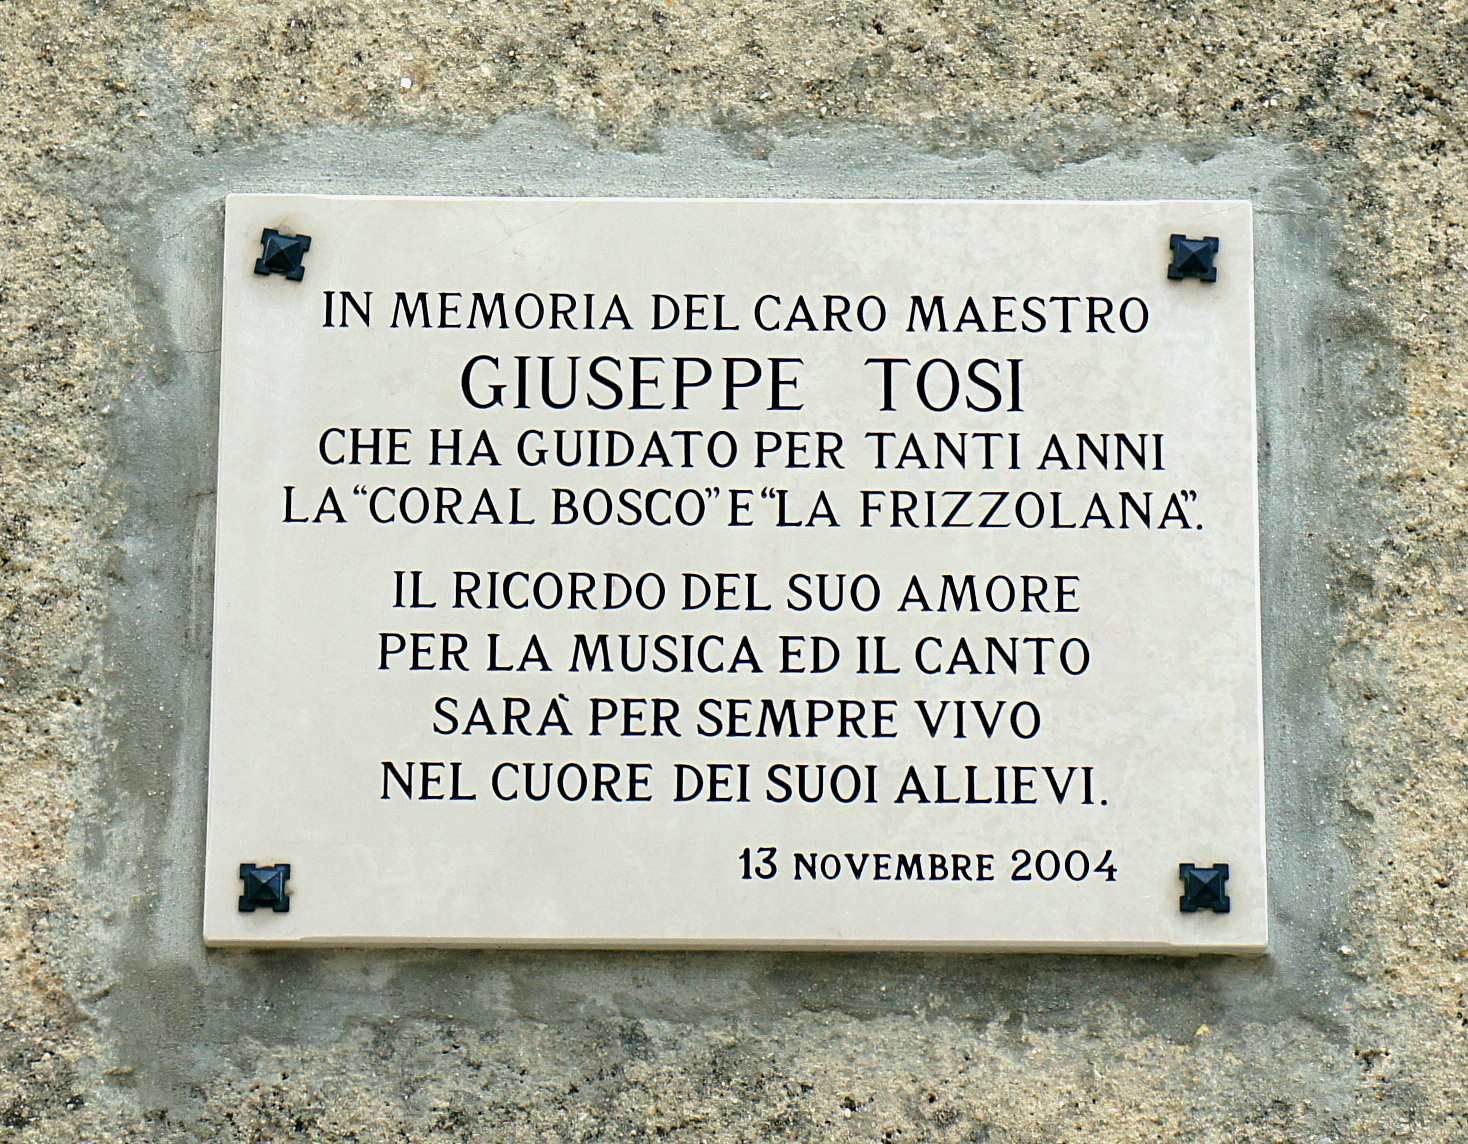 IN MEMORIA DEL CARO MAESTRO
GIUSEPPE TOSI
CHE HA GUIDATO PER TANTI ANNI
LA “CORAL BOSCO” E “LA FRIZZOLANA”.
IL RICORDO DEL SUO AMORE
PER LA MUSICA ED IL CANTO
SARÀ PER SEMPRE VIVO
NEL CUORE DEI SUOI ALLIEVI.
13 NOVEMBRE 2004